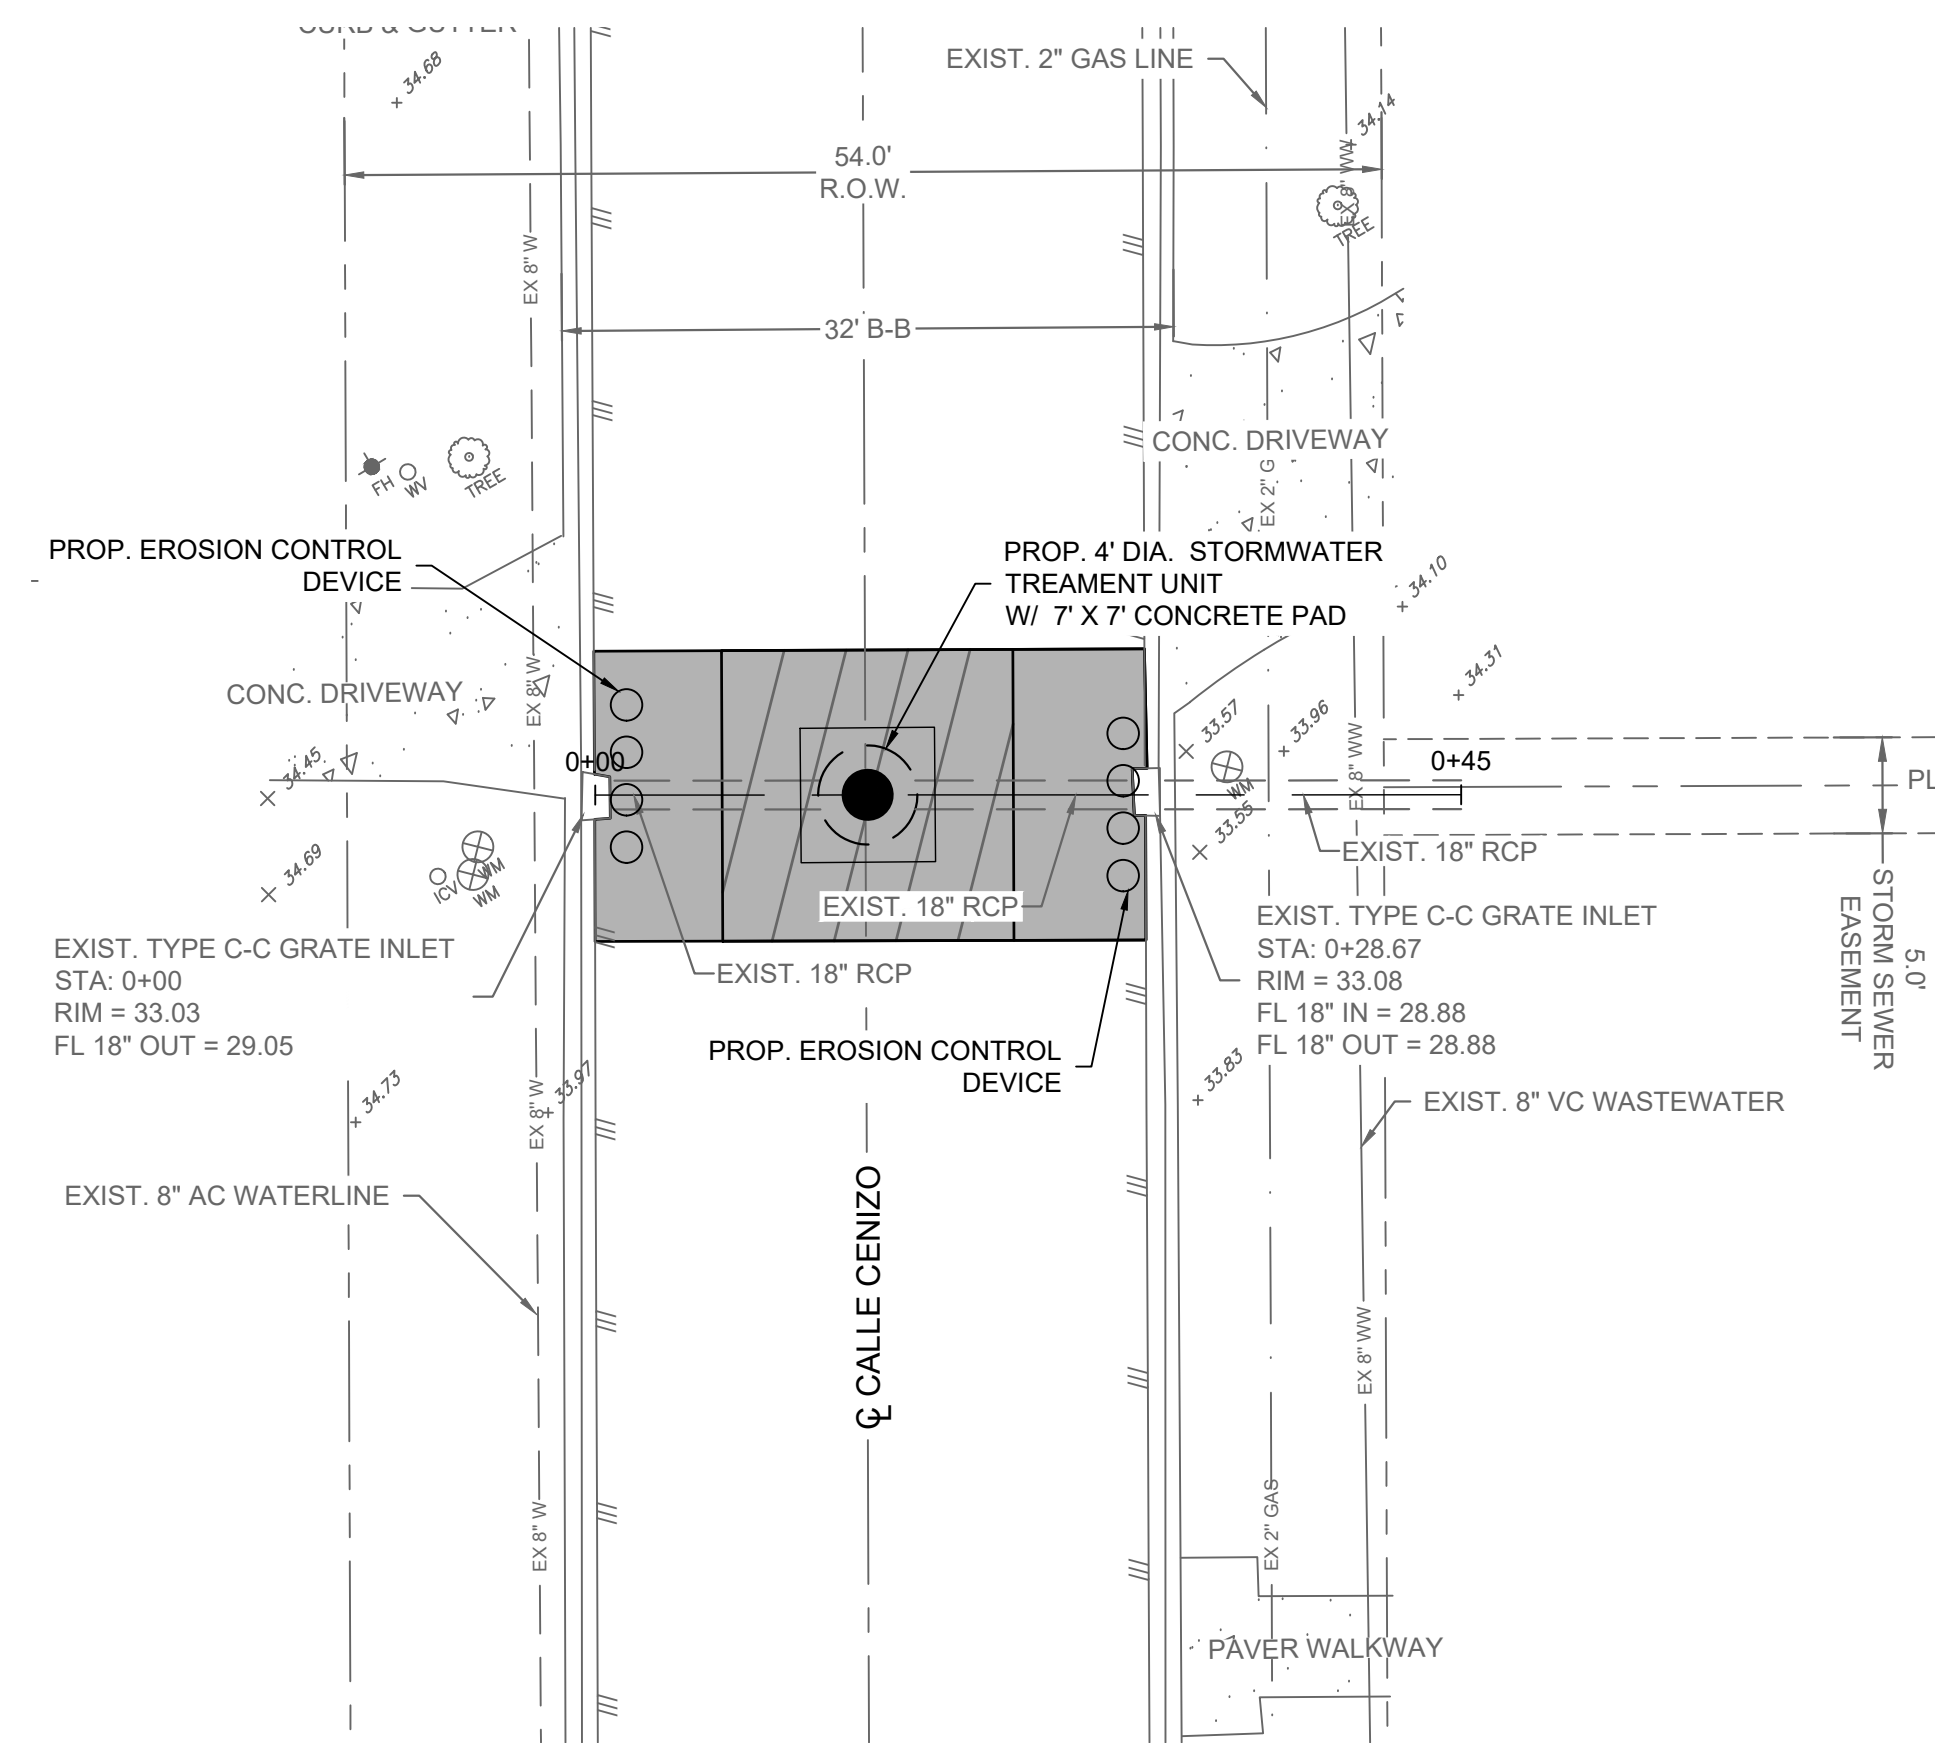 CURB & GUTTER
34.68
EXIST. 2" GAS LINE
34.14
54.0'
R.O.W.
EX 8" WW
TREE
EX 8" W
32' B-B
CONC. DRIVEWAY
EX 2" G
FH
WV
TREE
PROP. EROSION CONTROL
DEVICE
PROP. 4' DIA.  STORMWATER
TREAMENT UNIT
W/  7' X 7' CONCRETE PAD
34.10
34.31
EX 8" W
CONC. DRIVEWAY
33.57
33.96
EX 8" WW
34.45
0+00
0+45
WM
PL
33.55
34.69
ICV
WM
WM
EXIST. 18" RCP
EXIST. 18" RCP
EXIST. 18" RCP
EXIST. TYPE C-C GRATE INLET
STA: 0+00
RIM = 33.03
FL 18" OUT = 29.05
EXIST. TYPE C-C GRATE INLET
STA: 0+28.67
RIM = 33.08
FL 18" IN = 28.88
FL 18" OUT = 28.88
5.0'
STORM SEWER
EASEMENT
PROP. EROSION CONTROL
DEVICE
34.73
EX 8" W
33.97
33.83
EXIST. 8" VC WASTEWATER
EXIST. 8" AC WATERLINE
℄ CALLE CENIZO
EX 8" WW
EX 8" W
EX 2" GAS
PAVER WALKWAY